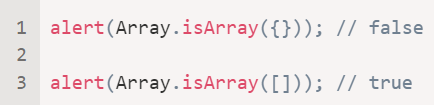 1 alert(Array.isArray({})); // false
2
3 alert(Array.isArray([])); // true